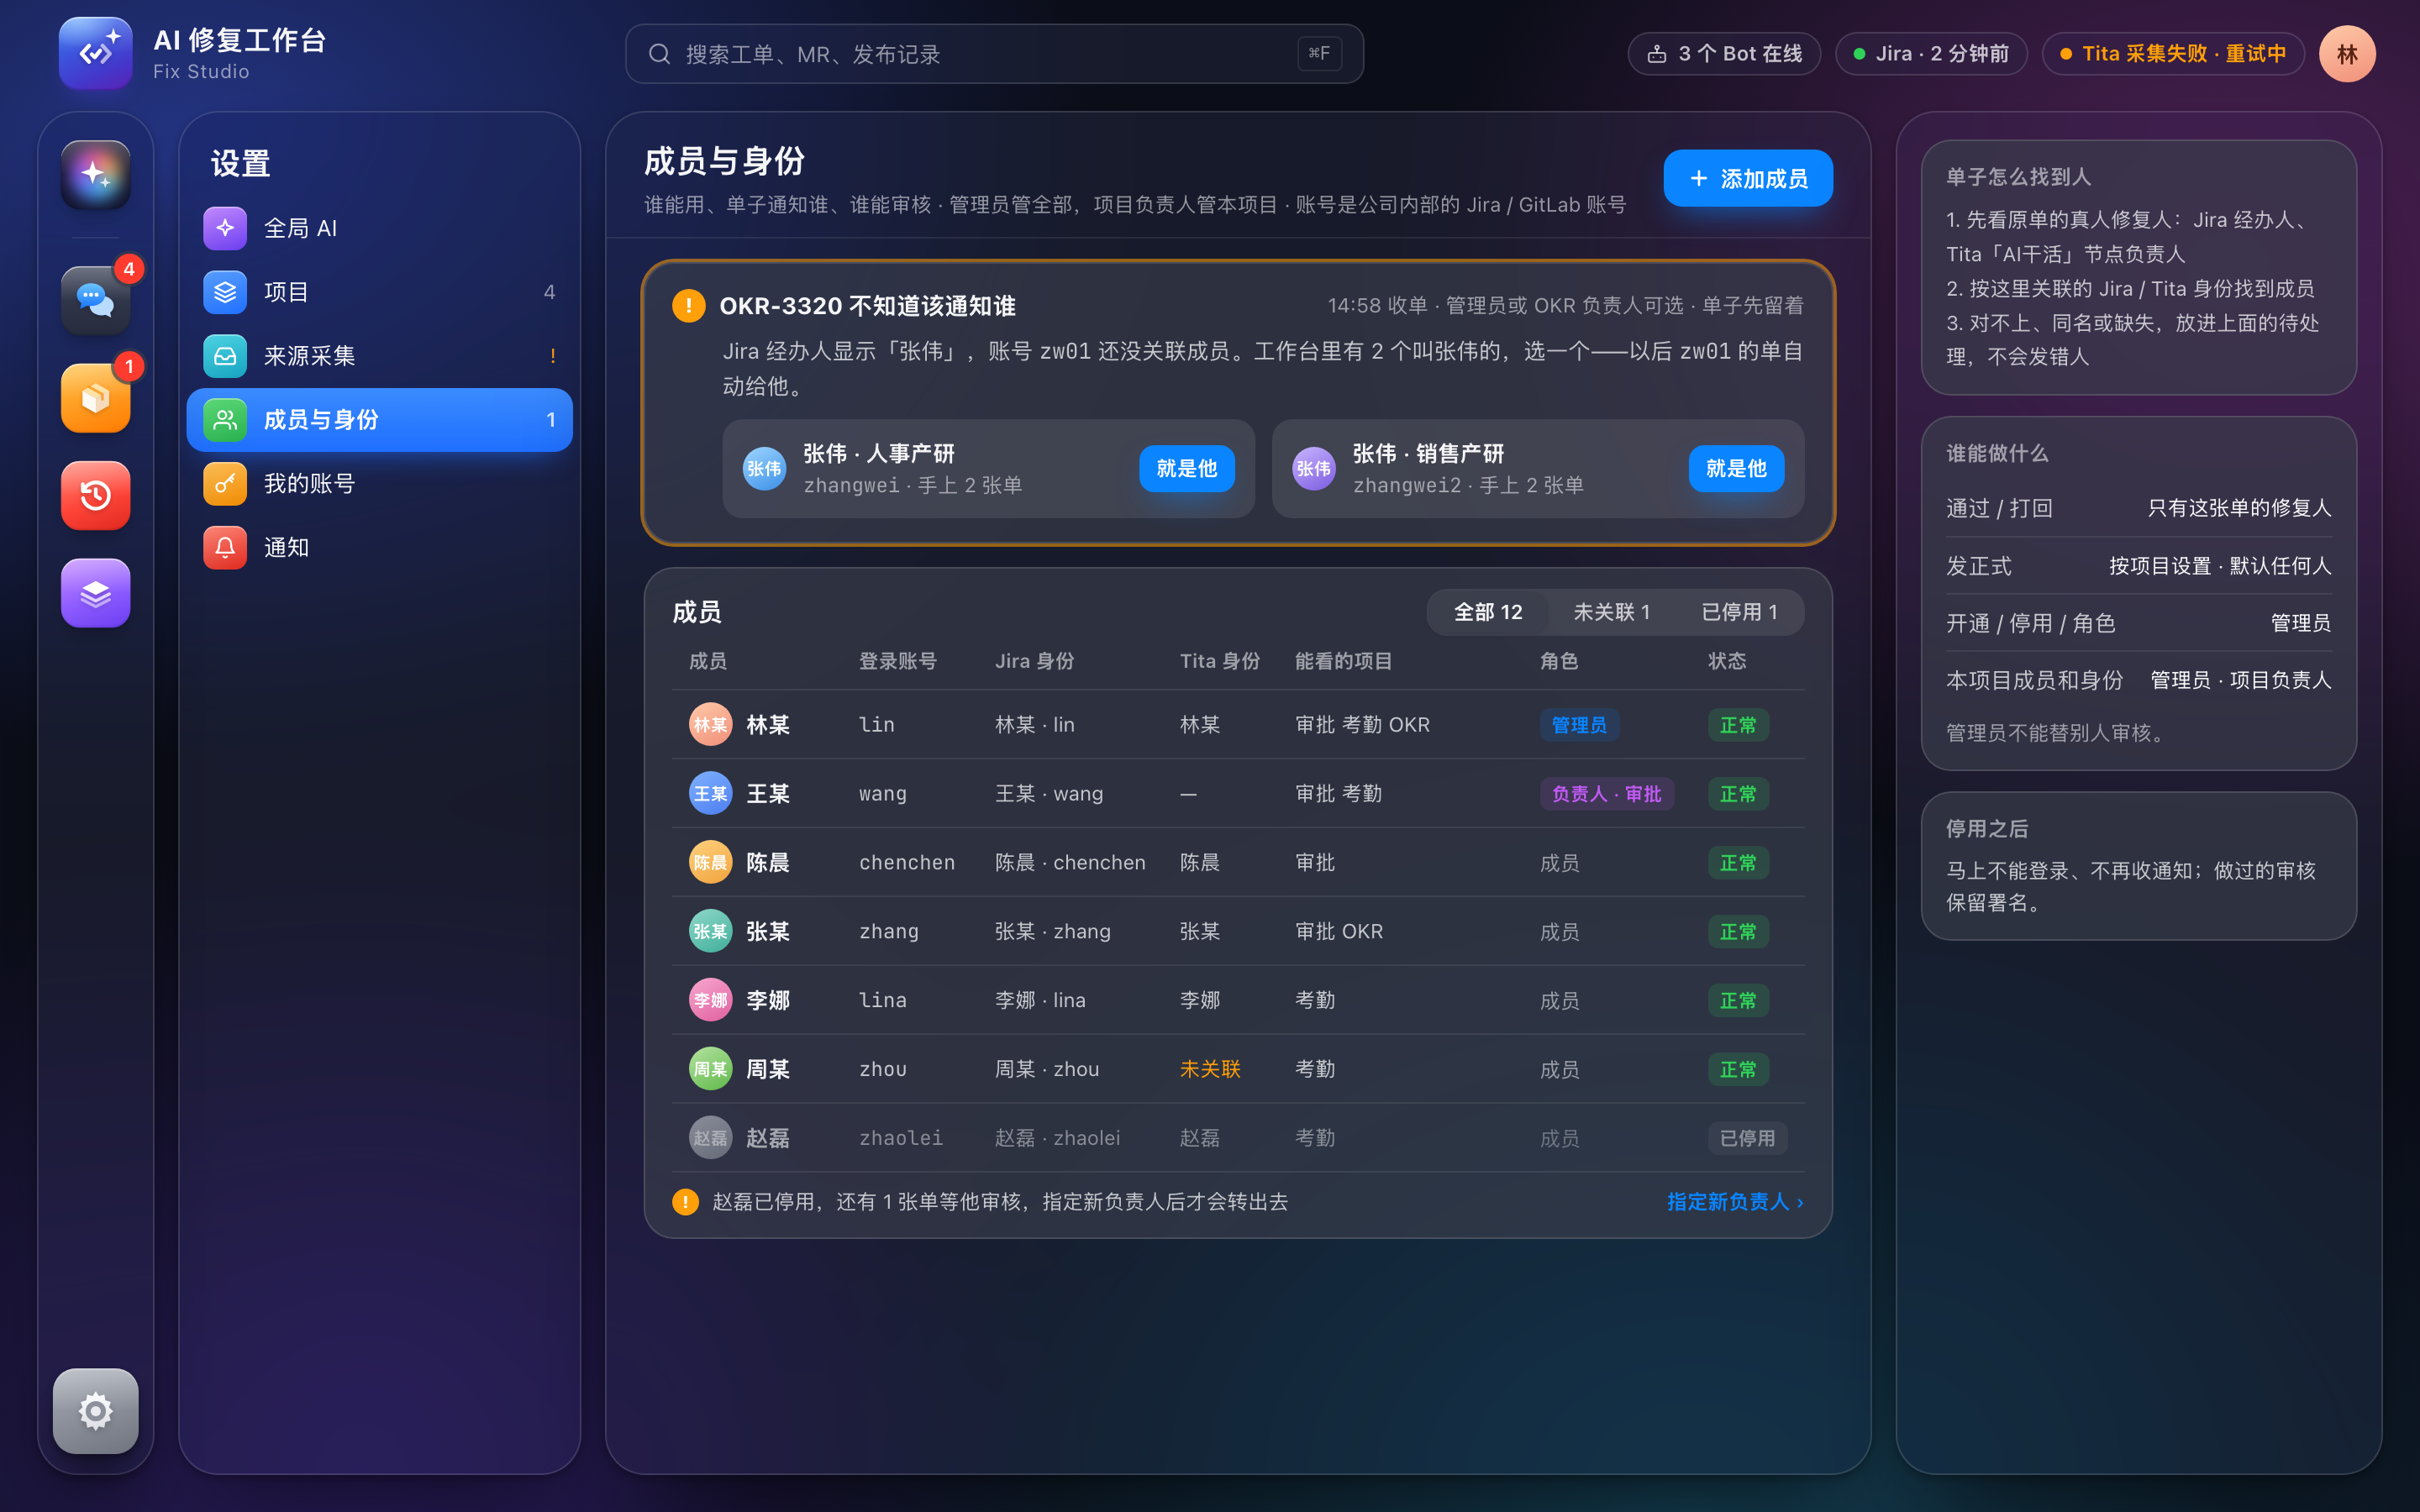 AI 修复工作台
Fix Studio
搜索工单、MR、发布记录
⌘F
3 个 Bot 在线
Jira · 2 分钟前
Tita 采集失败 · 重试中
林
4
1
设置
全局 AI
项目
4
来源采集
!
成员与身份
1
我的账号
通知
成员与身份
谁能用、单子通知谁、谁能审核 · 管理员管全部，项目负责人管本项目 · 账号是公司内部的 Jira / GitLab 账号
+ 添加成员
! OKR-3320 不知道该通知谁
14:58 收单 · 管理员或 OKR 负责人可选 · 单子先留着
Jira 经办人显示「张伟」，账号 zw01 还没关联成员。工作台里有 2 个叫张伟的，选一个——以后 zw01 的单自
动给他。
张伟
张伟 · 人事产研
zhangwei · 手上 2 张单
就是他
张伟
张伟 · 销售产研
zhangwei2 · 手上 2 张单
就是他
成员
全部 12
未关联 1
已停用 1
成员 登录账号 Jira 身份 Tita 身份 能看的项目 角色 状态
林某 林某 lin 林某 · lin 林某 审批 考勤 OKR 管理员 正常
王某 王某 wang 王某 · wang — 审批 考勤 负责人 · 审批 正常
陈晨 陈晨 chenchen 陈晨 · chenchen 陈晨 审批 成员 正常
张某 张某 zhang 张某 · zhang 张某 审批 OKR 成员 正常
李娜 李娜 lina 李娜 · lina 李娜 考勤 成员 正常
周某 周某 zhou 周某 · zhou 未关联 考勤 成员 正常
赵磊 赵磊 zhaolei 赵磊 · zhaolei 赵磊 考勤 成员 已停用
! 赵磊已停用，还有 1 张单等他审核，指定新负责人后才会转出去
指定新负责人 ›
单子怎么找到人
1. 先看原单的真人修复人：Jira 经办人、
Tita「AI干活」节点负责人
2. 按这里关联的 Jira / Tita 身份找到成员
3. 对不上、同名或缺失，放进上面的待处
理，不会发错人
谁能做什么
通过 / 打回 只有这张单的修复人
发正式 按项目设置 · 默认任何人
开通 / 停用 / 角色 管理员
本项目成员和身份 管理员 · 项目负责人
管理员不能替别人审核。
停用之后
马上不能登录、不再收通知；做过的审核
保留署名。